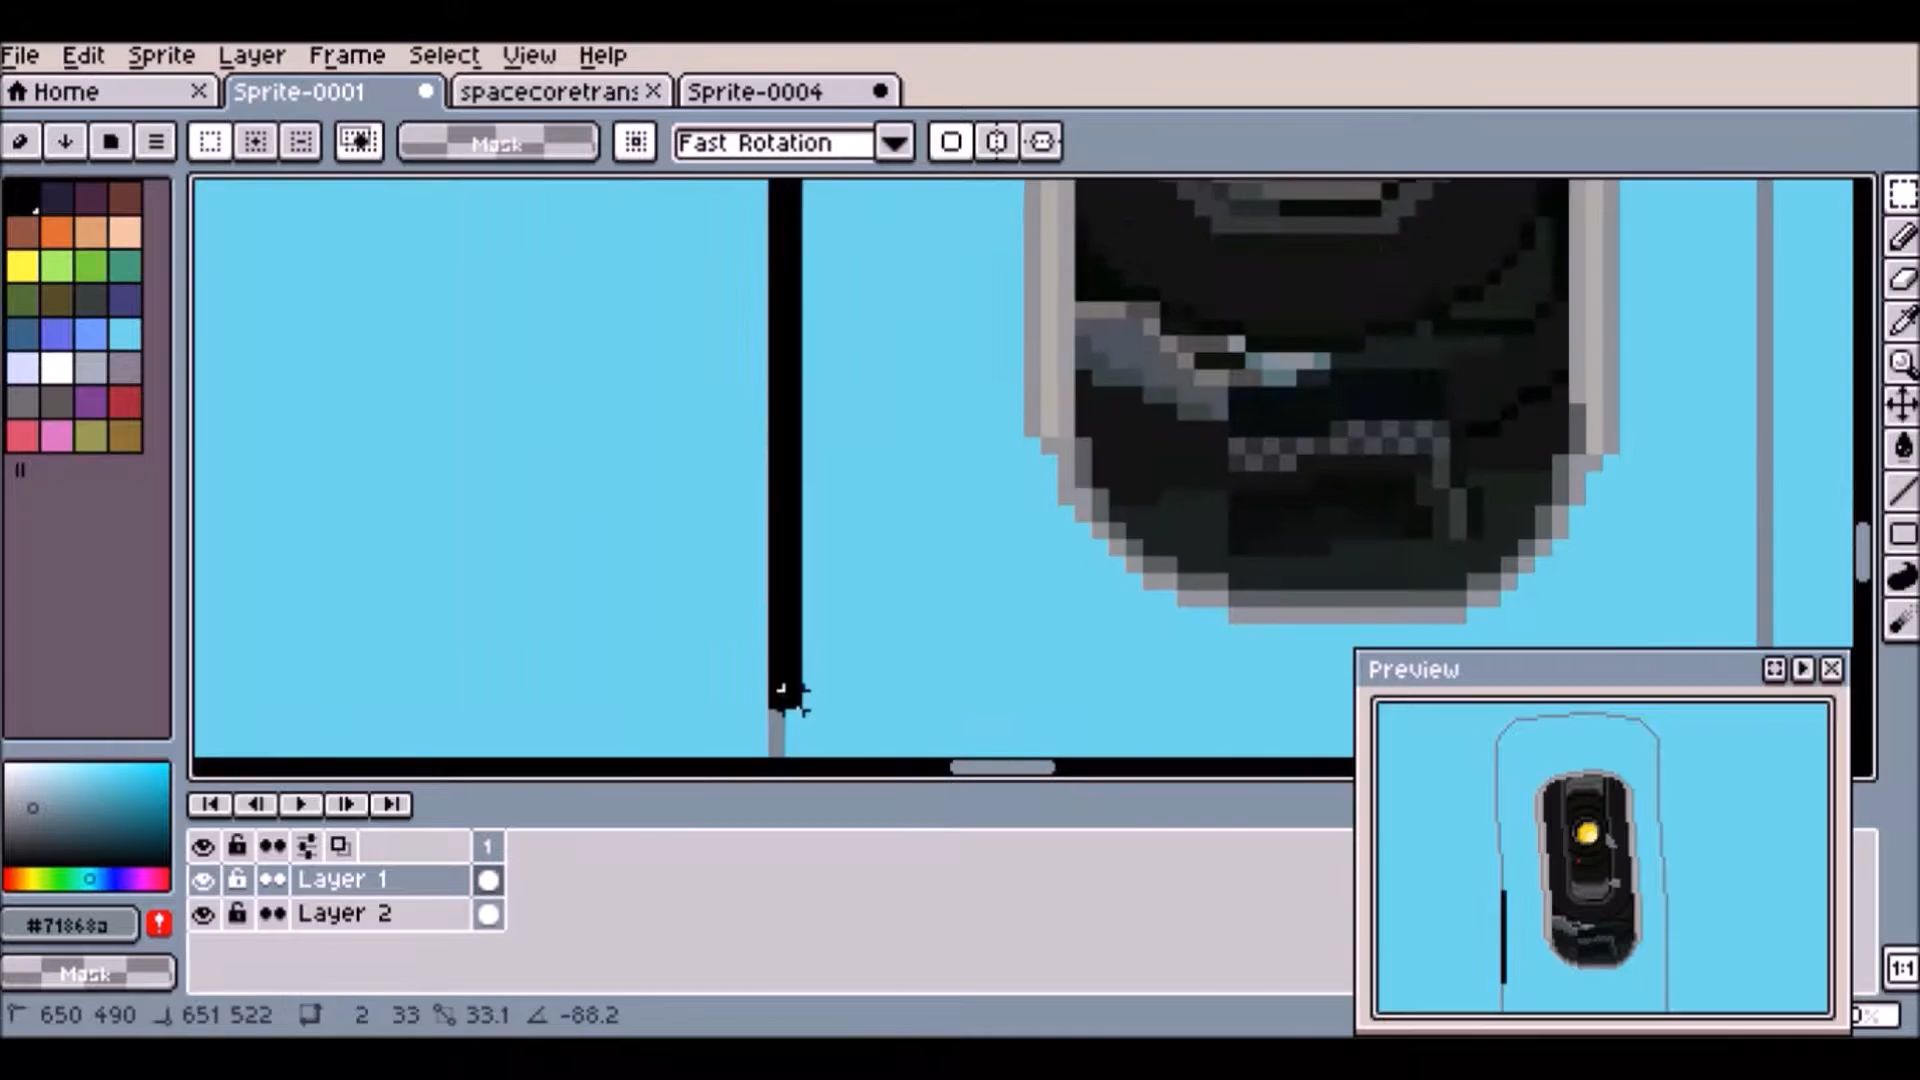 File Edit Sprite Layer Frame Select View Help
Home Sprite-0001 spacecoretrans Sprite-0004
Mask Fast Rotation
Preview
1
Layer 1
Layer 2
#71868a
Mask
1:1
650 490 651 522 2 33 33.1 -88.2